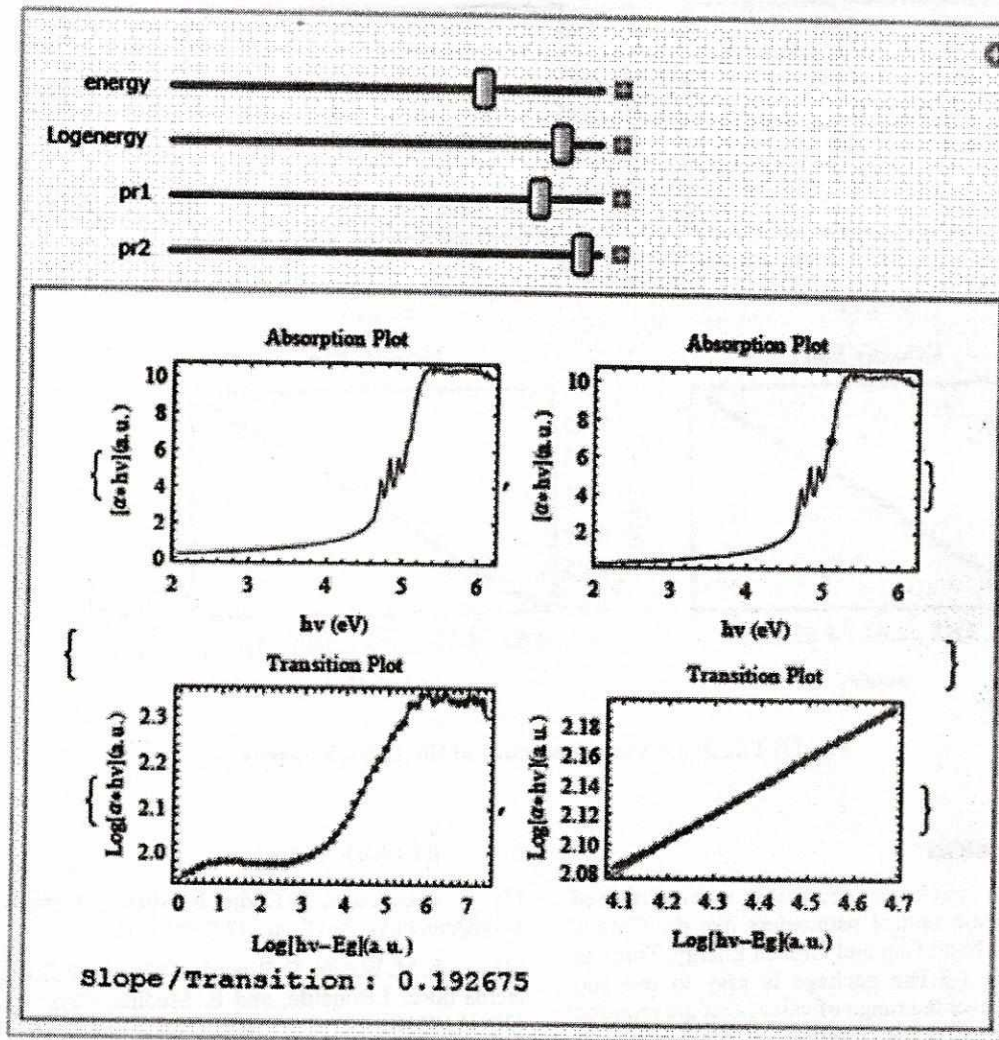 energy
Logenergy
pr1
pr2
Absorption Plot
[α*hν](a.u.)
10
8
6
4
2
0
2 3 4 5 6
hν (eV)
,
Absorption Plot
[α*hν](a.u.)
10
8
6
4
2
2 3 4 5 6
hν (eV)
Transition Plot
Log[α*hν](a.u.)
2.3
2.2
2.1
2.0
0 1 2 3 4 5 6 7
Log[hν-Eg](a.u.)
,
Transition Plot
Log[α*hν](a.u.)
2.18
2.16
2.14
2.12
2.10
2.08
4.1 4.2 4.3 4.4 4.5 4.6 4.7
Log[hν-Eg](a.u.)
Slope/Transition : 0.192675